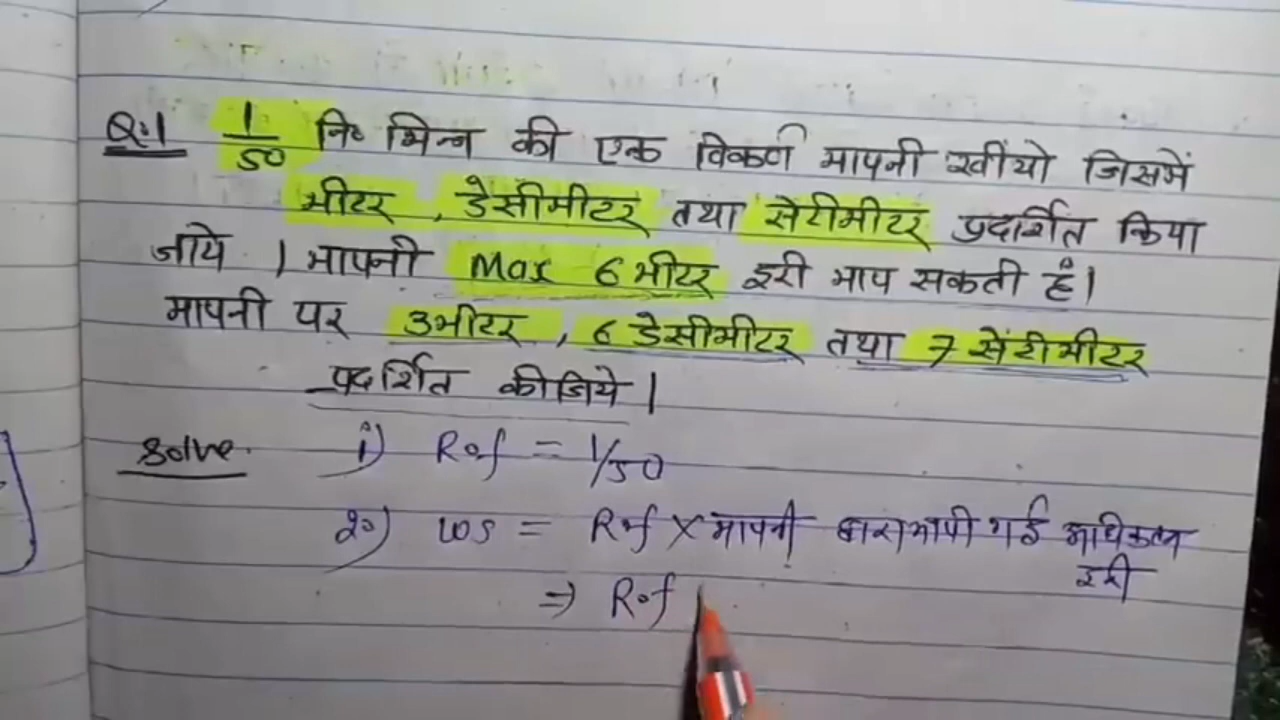 Q:1 1/50 नि० भिन्न की एक विकर्ण मापनी खींचो जिसमें
मीटर , डेसीमीटर तथा सेंटीमीटर प्रदर्शित किया
जाये । मापनी Max 6 मीटर दूरी माप सकती है।
मापनी पर 3मीटर , 6 डेसीमीटर तथा 7 सेंटीमीटर
प्रदर्शित कीजिये ।
Solve. i) R.f = 1/50
2.) LOS = R.f X मापनी द्वारा मापी गई अधिकतम
दूरी
⇒ R.f